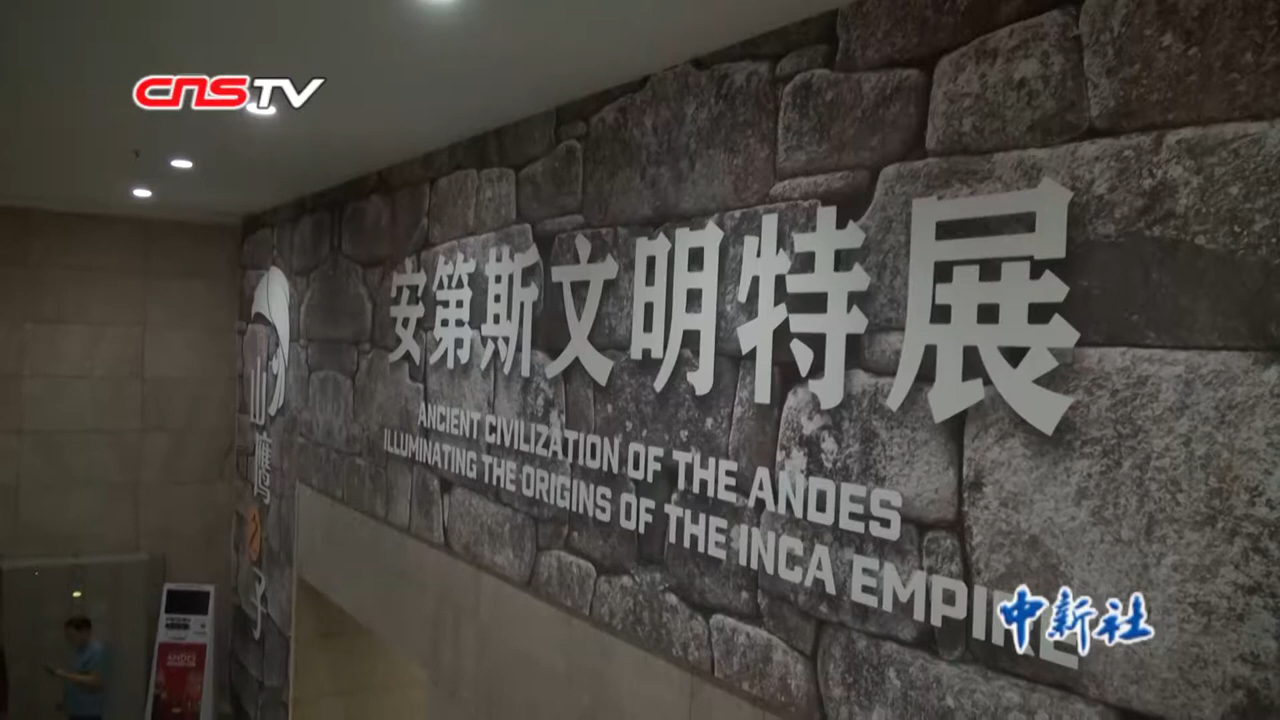 CNSTV
安第斯文明特展
ANCIENT CIVILIZATION OF THE ANDES
ILLUMINATING THE ORIGINS OF THE INCA EMPIRE
山鹰之子
ANDES
中新社